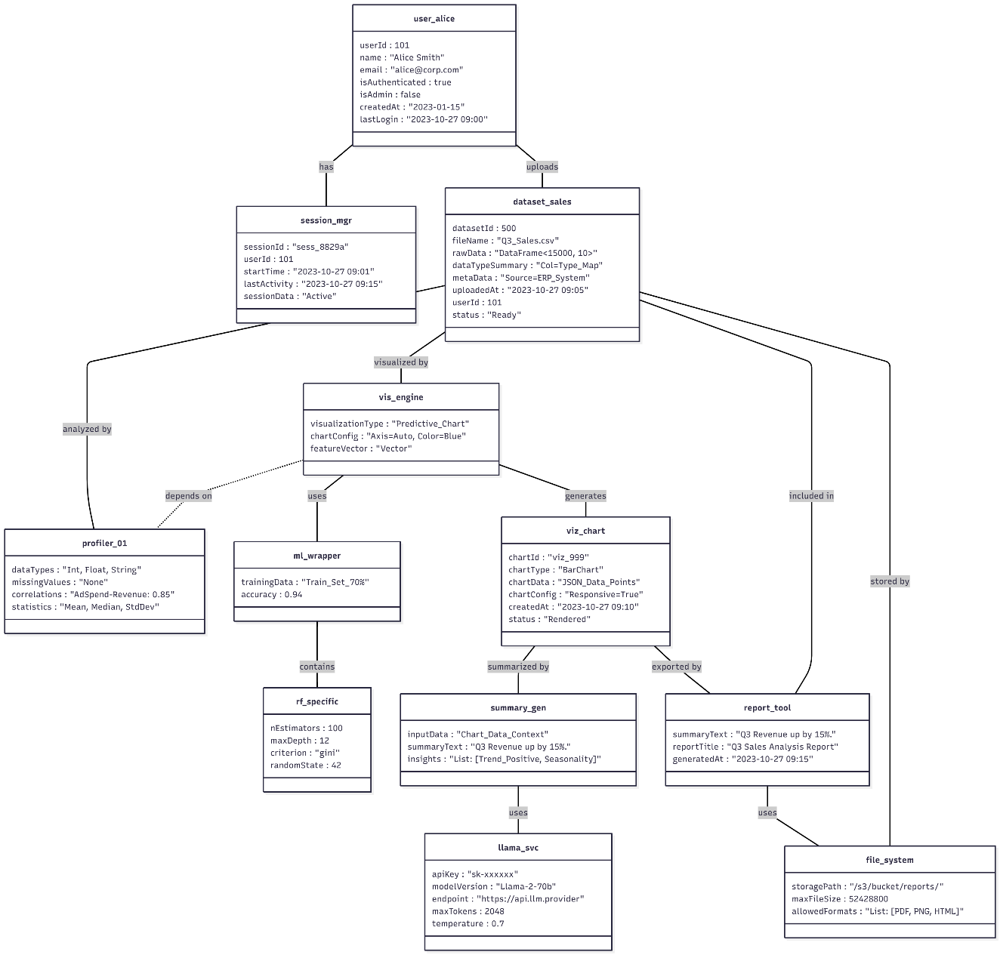 user_alice
userId : 101
name : "Alice Smith"
email : "alice@corp.com"
isAuthenticated : true
isAdmin : false
createdAt : "2023-01-15"
lastLogin : "2023-10-27 09:00"
has
uploads
session_mgr
sessionId : "sess_8829a"
userId : 101
startTime : "2023-10-27 09:01"
lastActivity : "2023-10-27 09:15"
sessionData : "Active"
dataset_sales
datasetId : 500
fileName : "Q3_Sales.csv"
rawData : "DataFrame<15000, 10>"
dataTypeSummary : "Col=Type_Map"
metaData : "Source=ERP_System"
uploadedAt : "2023-10-27 09:05"
userId : 101
status : "Ready"
visualized by
vis_engine
visualizationType : "Predictive_Chart"
chartConfig : "Axis=Auto, Color=Blue"
featureVector : "Vector"
analyzed by
depends on
uses
generates
included in
profiler_01
dataTypes : "Int, Float, String"
missingValues : "None"
correlations : "AdSpend-Revenue: 0.85"
statistics : "Mean, Median, StdDev"
ml_wrapper
trainingData : "Train_Set_70%"
accuracy : 0.94
viz_chart
chartId : "viz_999"
chartType : "BarChart"
chartData : "JSON_Data_Points"
chartConfig : "Responsive=True"
createdAt : "2023-10-27 09:10"
status : "Rendered"
stored by
contains
summarized by
exported by
rf_specific
nEstimators : 100
maxDepth : 12
criterion : "gini"
randomState : 42
summary_gen
inputData : "Chart_Data_Context"
summaryText : "Q3 Revenue up by 15%."
insights : "List: [Trend_Positive, Seasonality]"
report_tool
summaryText : "Q3 Revenue up by 15%."
reportTitle : "Q3 Sales Analysis Report"
generatedAt : "2023-10-27 09:15"
uses
uses
llama_svc
apiKey : "sk-xxxxxx"
modelVersion : "Llama-2-70b"
endpoint : "https://api.llm.provider"
maxTokens : 2048
temperature : 0.7
file_system
storagePath : "/s3/bucket/reports/"
maxFileSize : 52428800
allowedFormats : "List: [PDF, PNG, HTML]"